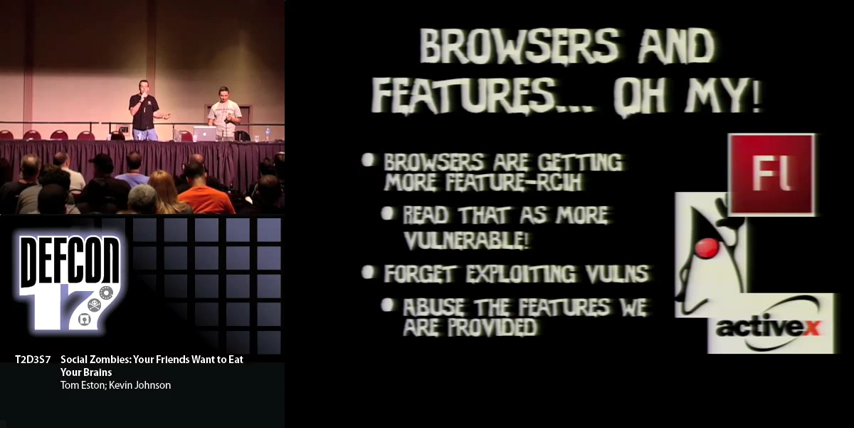 BROWSERS AND
FEATURES... OH MY!
BROWSERS ARE GETTING
MORE FEATURE-RCIH
READ THAT AS MORE
VULNERABLE!
FORGET EXPLOITING VULNS
ABUSE THE FEATURES WE
ARE PROVIDED
Fl
activex
DEFCON
17
T2D3S7 Social Zombies: Your Friends Want to Eat
Your Brains
Tom Eston; Kevin Johnson